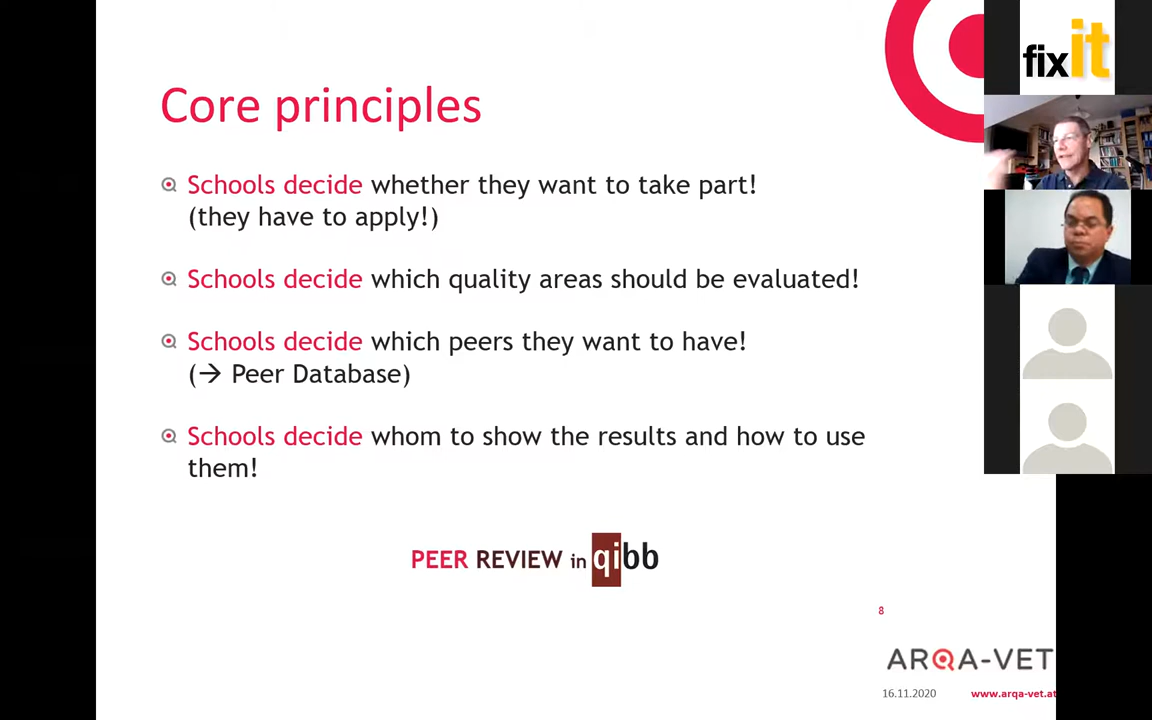 fixit
Core principles
Schools decide whether they want to take part!
(they have to apply!)
Schools decide which quality areas should be evaluated!
Schools decide which peers they want to have!
(→ Peer Database)
Schools decide whom to show the results and how to use
them!
PEER REVIEW in qibb
8
ARQA-VET
16.11.2020 www.arqa-vet.at